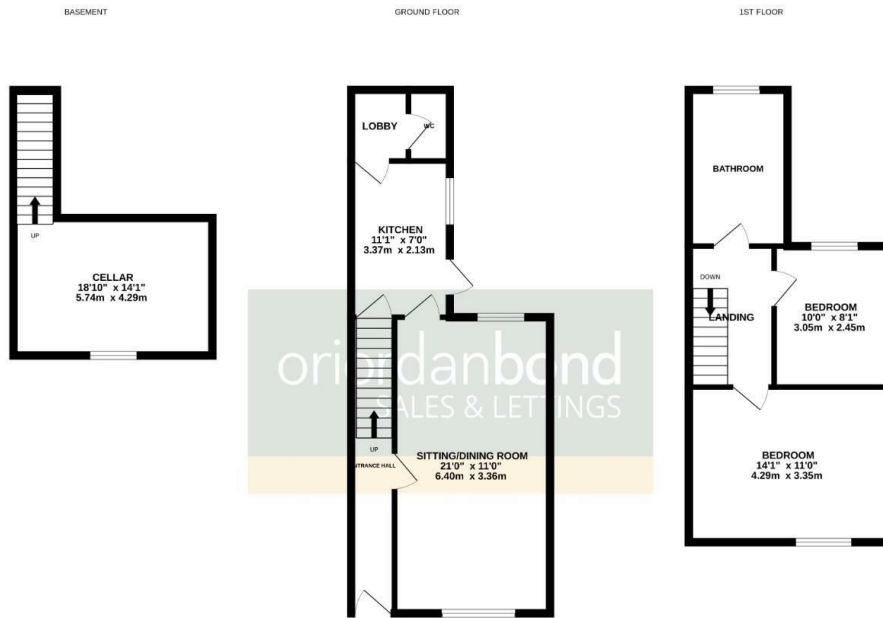 BASEMENT
GROUND FLOOR
1ST FLOOR
UP
CELLAR
18'10" x 14'1"
5.74m x 4.29m
LOBBY
WC
KITCHEN
11'1" x 7'0"
3.37m x 2.13m
UP
ENTRANCE HALL
SITTING/DINING ROOM
21'0" x 11'0"
6.40m x 3.36m
oriordanbond
SALES & LETTINGS
BATHROOM
DOWN
LANDING
BEDROOM
10'0" x 8'1"
3.05m x 2.45m
BEDROOM
14'1" x 11'0"
4.29m x 3.35m